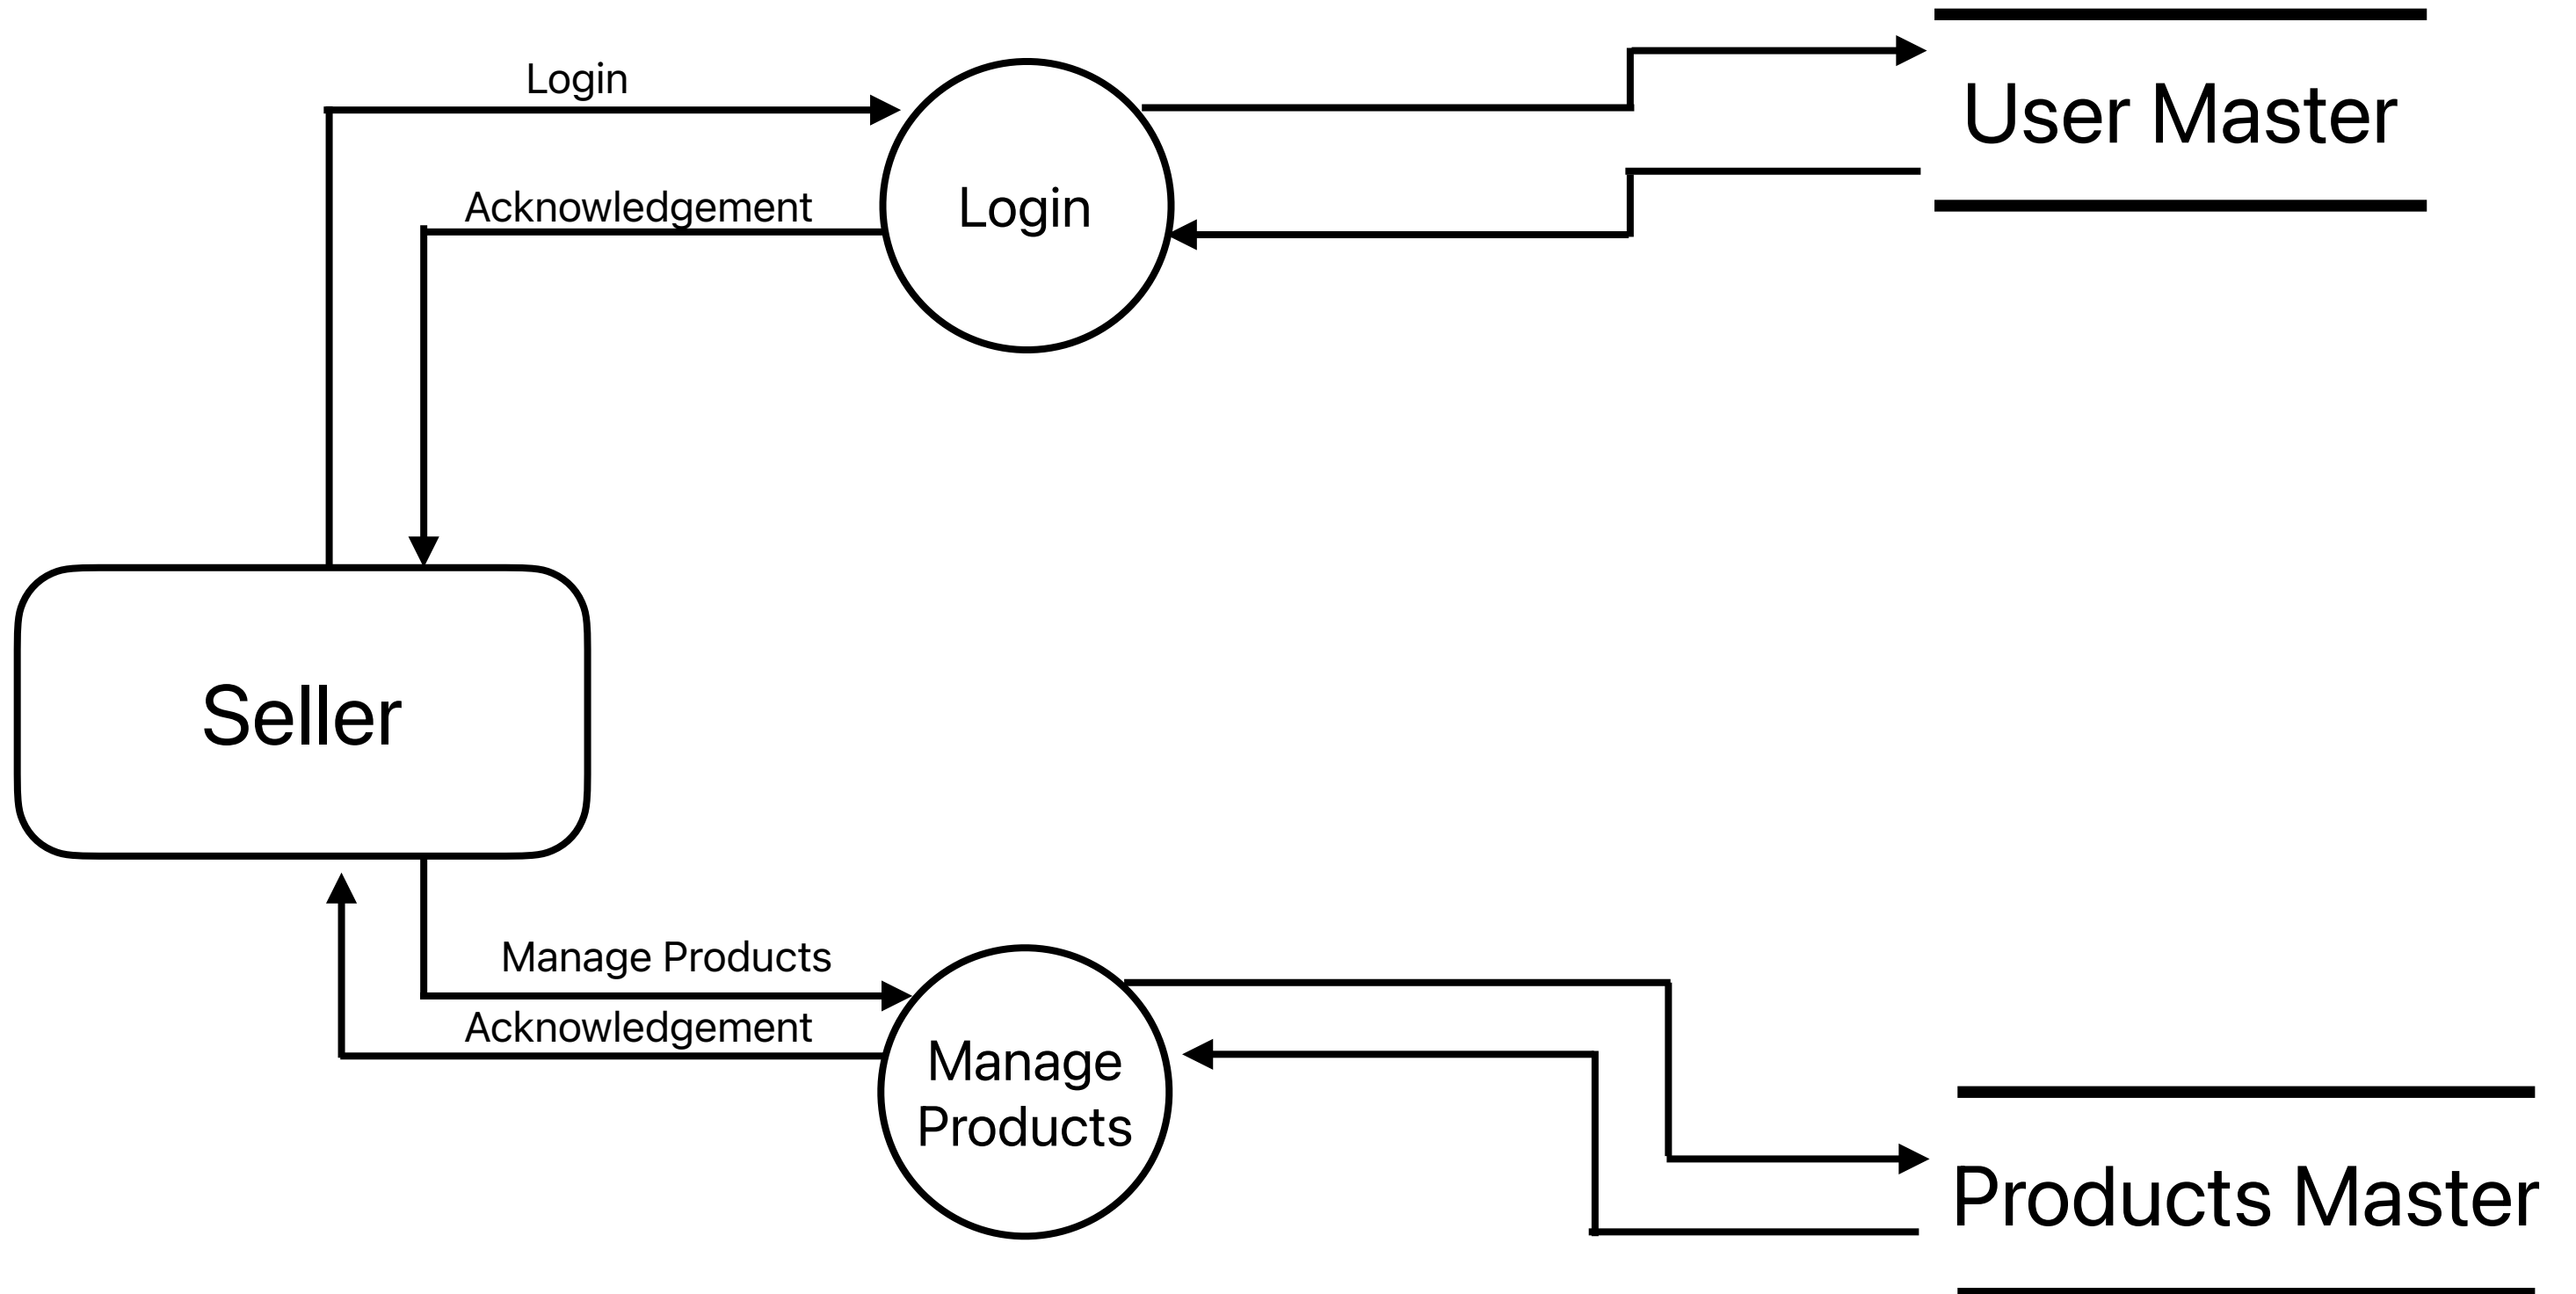 Login
User Master
Acknowledgement
Login
Seller
Manage Products
Acknowledgement
Manage
Products
Products Master